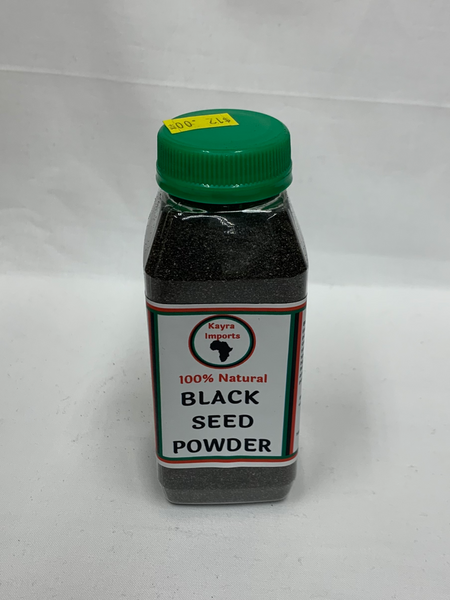 $12.00
Kayra
Imports
100% Natural
BLACK
SEED
POWDER